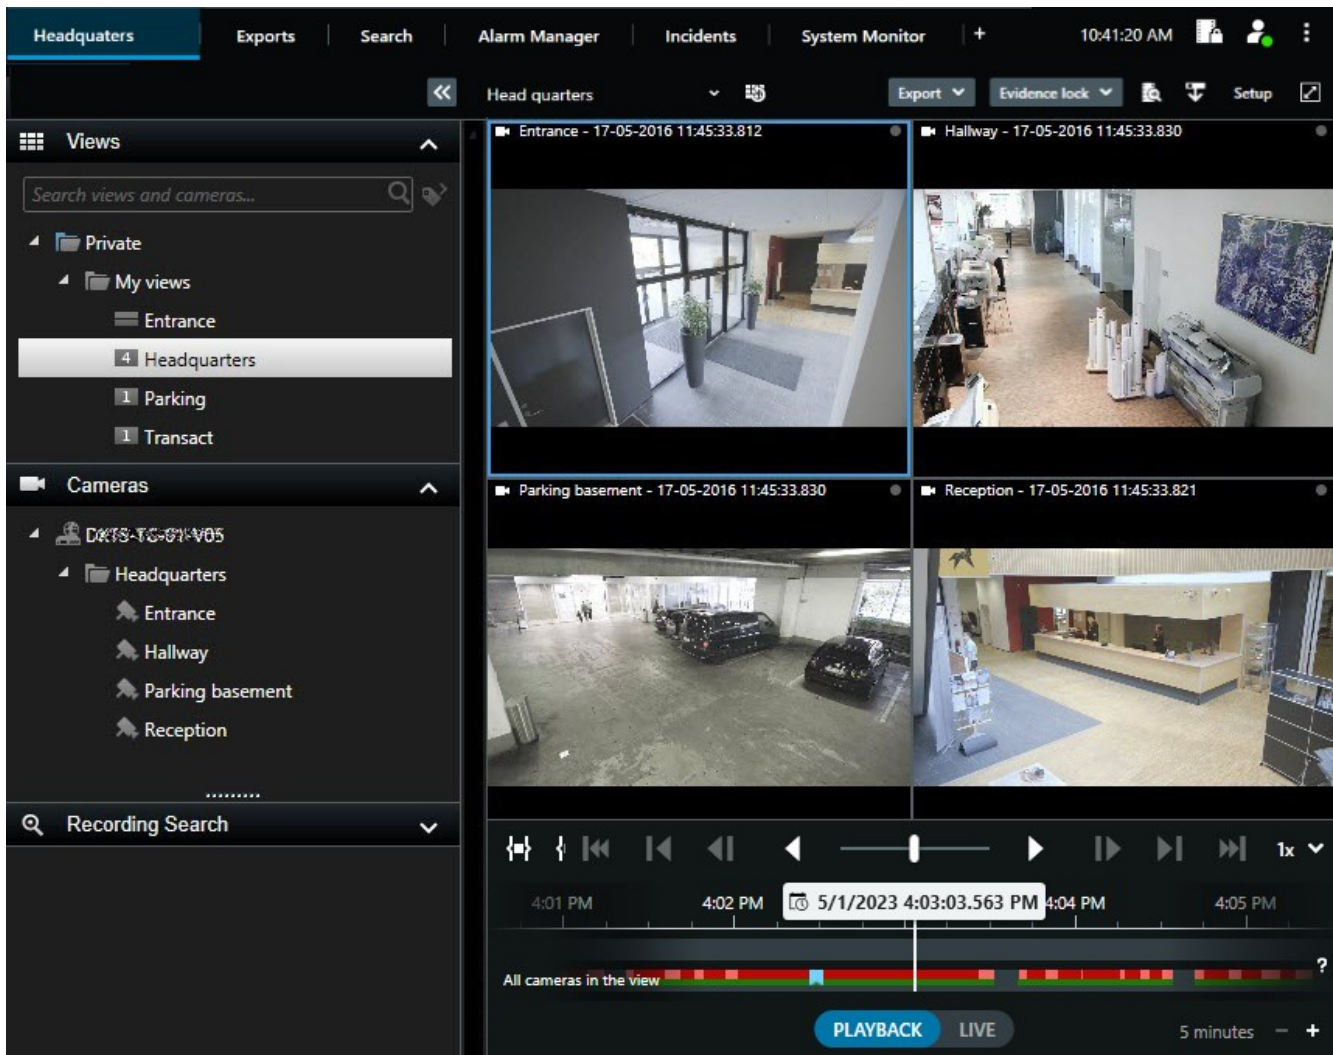 Headquaters
Exports
Search
Alarm Manager
Incidents
System Monitor
+
10:41:20 AM
Head quarters
Export
Evidence lock
Setup
Views
Search views and cameras...
Private
My views
Entrance
4 Headquarters
1 Parking
1 Transact
Cameras
Headquarters
Entrance
Hallway
Parking basement
Reception
Recording Search
Entrance - 17-05-2016 11:45:33.812
Hallway - 17-05-2016 11:45:33.830
Parking basement - 17-05-2016 11:45:33.830
Reception - 17-05-2016 11:45:33.821
1x
4:01 PM
4:02 PM
5/1/2023 4:03:03.563 PM
4:04 PM
4:05 PM
All cameras in the view
?
PLAYBACK
LIVE
5 minutes
− +